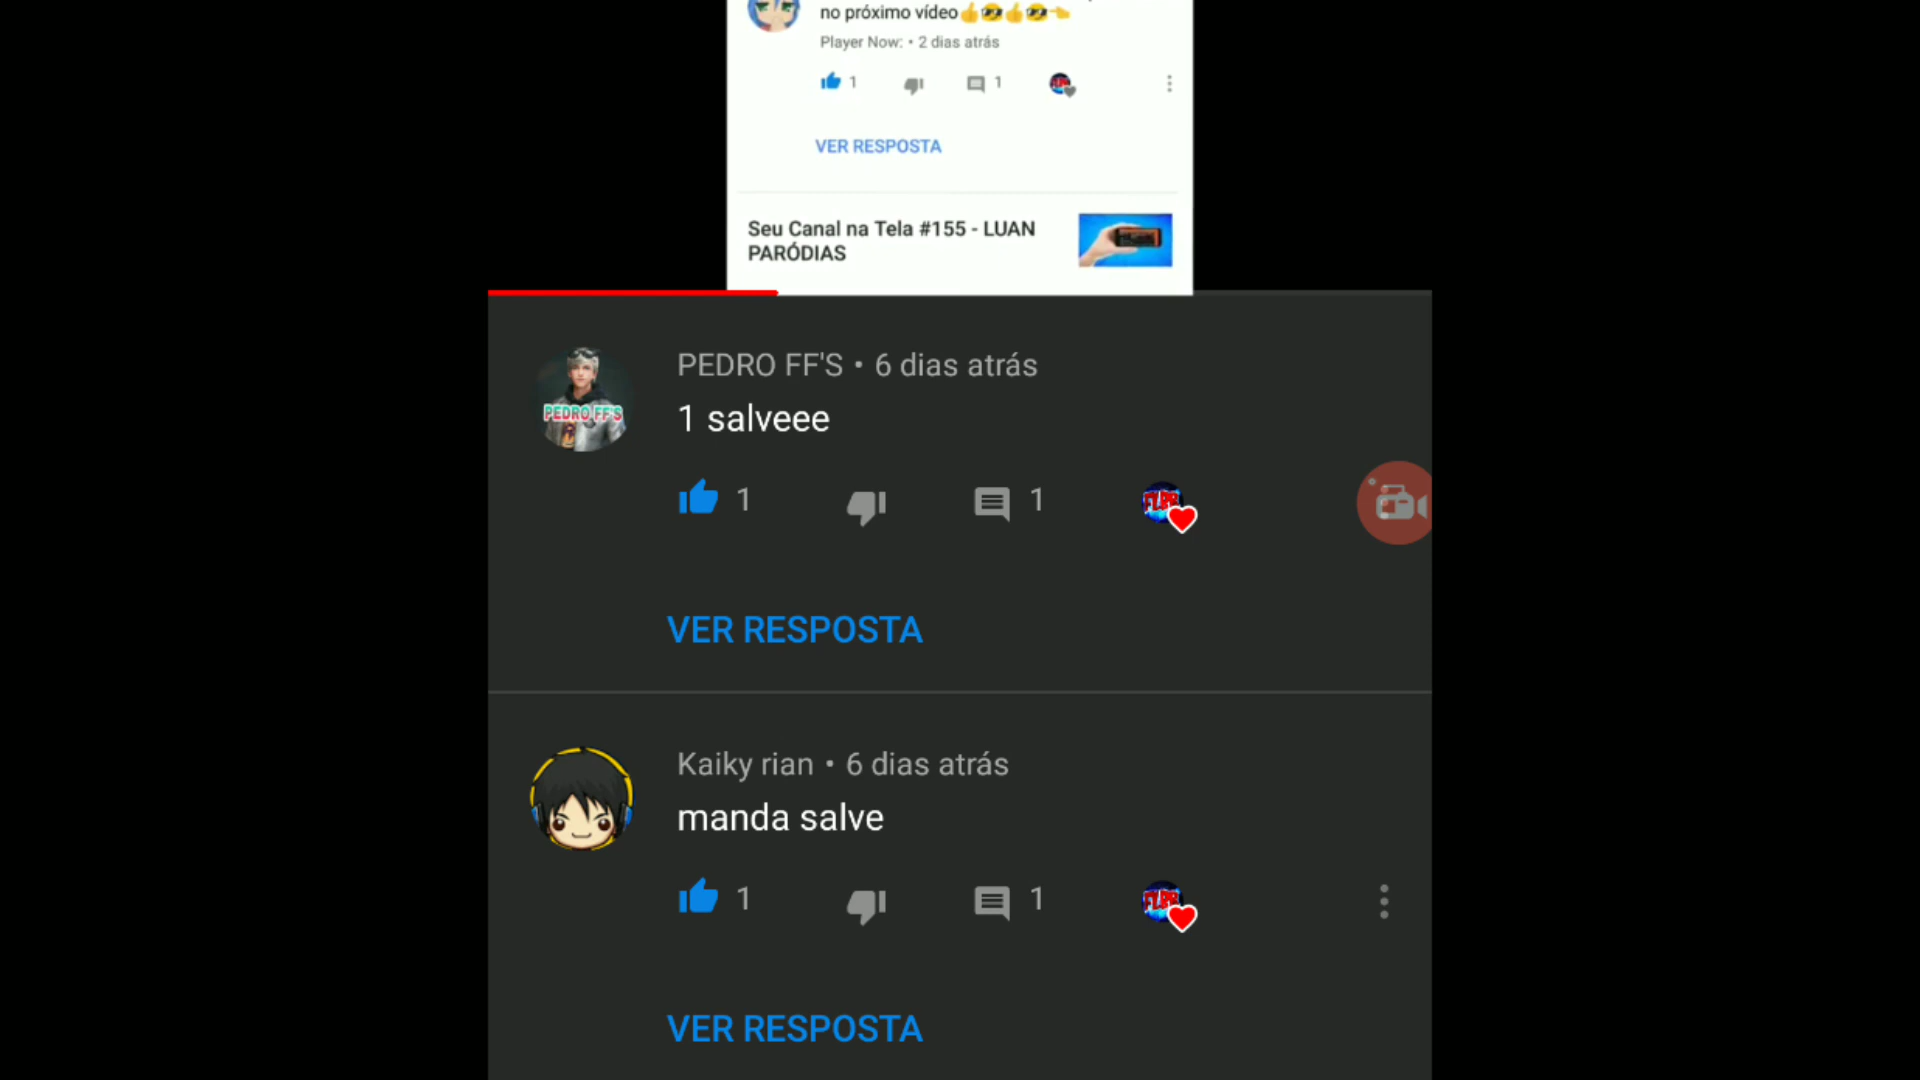 no próximo vídeo👍😎👍😎👈
Player Now: • 2 dias atrás
1
1
VER RESPOSTA
Seu Canal na Tela #155 - LUAN
PARÓDIAS
PEDRO FF'S • 6 dias atrás
PEDRO FF'S
1 salveee
1
1
VER RESPOSTA
Kaiky rian • 6 dias atrás
manda salve
1
1
VER RESPOSTA